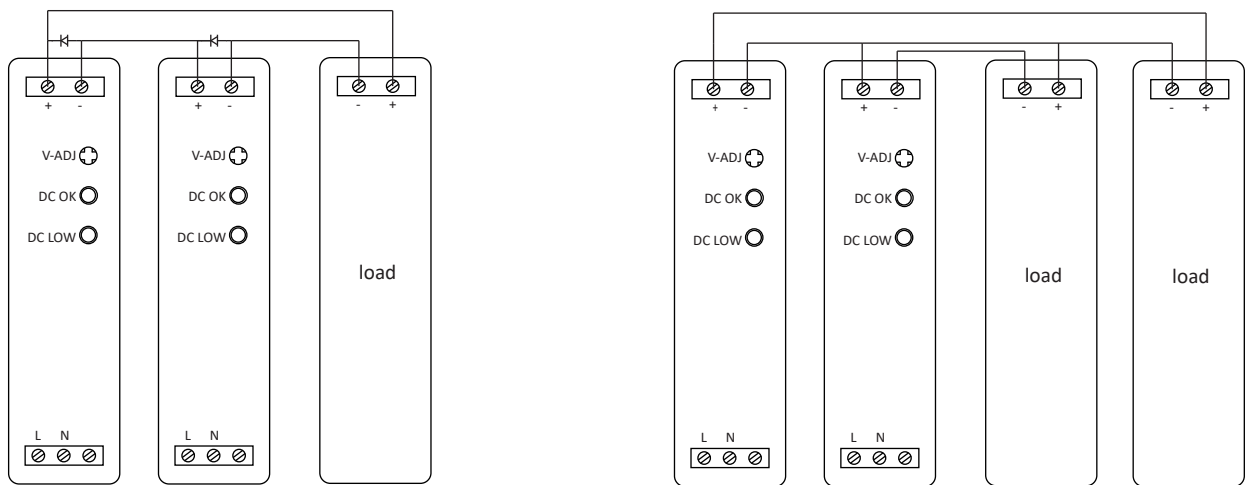 + -
V-ADJ
DC OK
DC LOW
L N
+ -
V-ADJ
DC OK
DC LOW
L N
- +
load
+ -
V-ADJ
DC OK
DC LOW
L N
+ -
V-ADJ
DC OK
DC LOW
L N
- +
load
- +
load